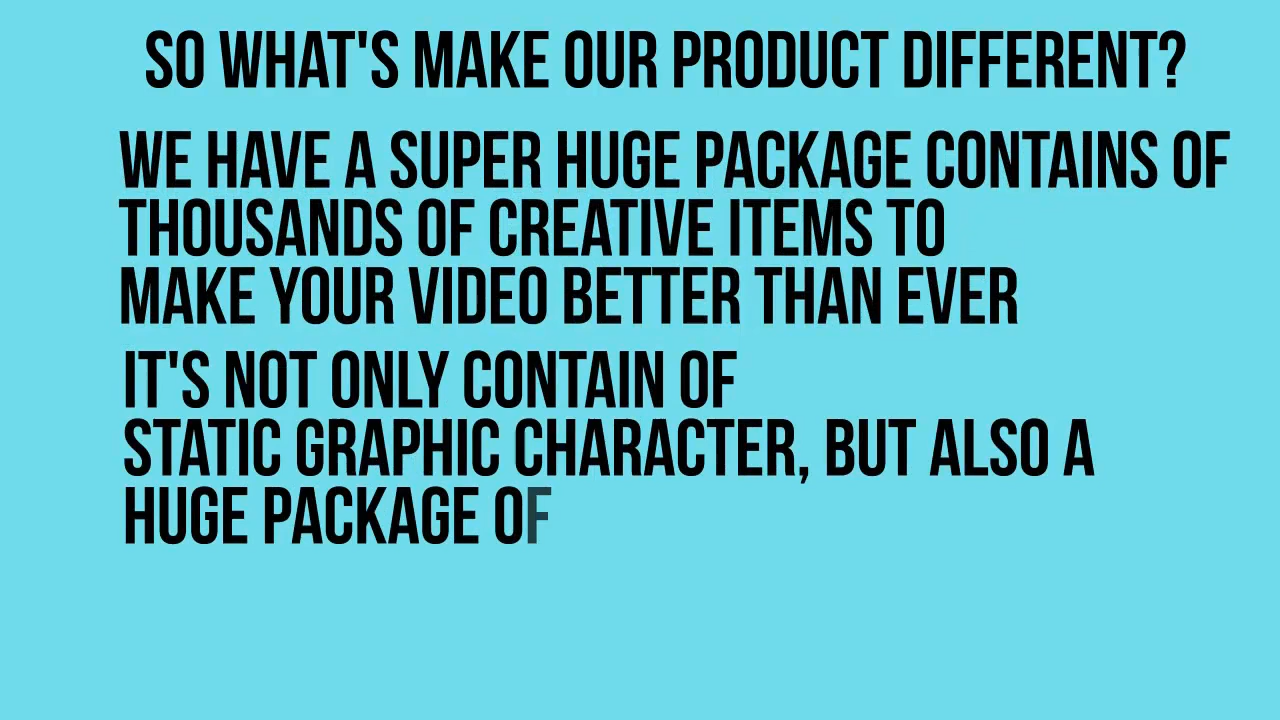 SO WHAT'S MAKE OUR PRODUCT DIFFERENT?
WE HAVE A SUPER HUGE PACKAGE CONTAINS OF
THOUSANDS OF CREATIVE ITEMS TO
MAKE YOUR VIDEO BETTER THAN EVER
IT'S NOT ONLY CONTAIN OF
STATIC GRAPHIC CHARACTER, BUT ALSO A
HUGE PACKAGE OF